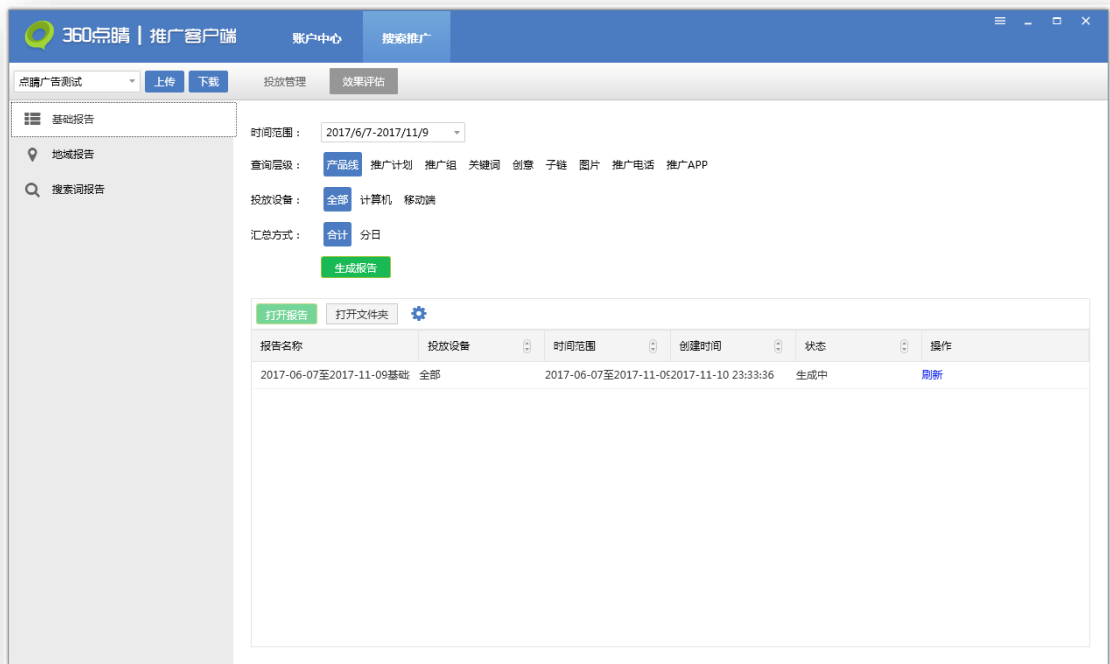 360点睛 | 推广客户端 账户中心 搜索推广
点睛广告测试 上传 下载 投放管理 效果评估
基础报告
地域报告
搜索词报告
时间范围： 2017/6/7-2017/11/9
查询层级： 产品线 推广计划 推广组 关键词 创意 子链 图片 推广电话 推广APP
投放设备： 全部 计算机 移动端
汇总方式： 合计 分日
生成报告
打开报告 打开文件夹
报告名称 投放设备 时间范围 创建时间 状态 操作
2017-06-07至2017-11-09基础 全部 2017-06-07至2017-11-09 2017-11-10 23:33:36 生成中 刷新